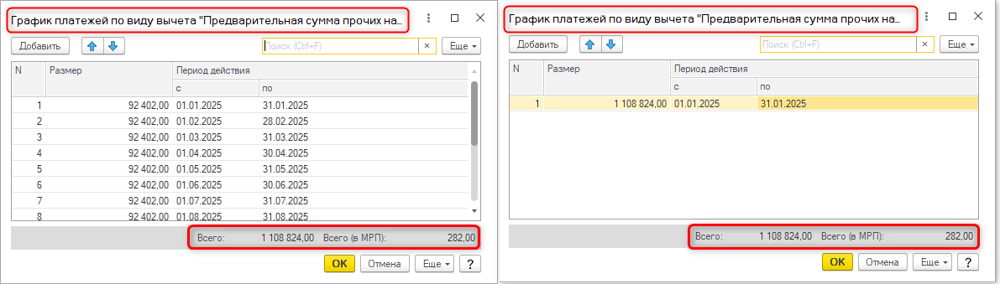 График платежей по виду вычета "Предварительная сумма прочих на...
Добавить
Поиск (Ctrl+F)
×
Еще
N Размер Период действия
с по
1 92 402,00 01.01.2025 31.01.2025
2 92 402,00 01.02.2025 28.02.2025
3 92 402,00 01.03.2025 31.03.2025
4 92 402,00 01.04.2025 30.04.2025
5 92 402,00 01.05.2025 31.05.2025
6 92 402,00 01.06.2025 30.06.2025
7 92 402,00 01.07.2025 31.07.2025
8 92 402,00 01.08.2025 31.08.2025
Всего: 1 108 824,00 Всего (в МРП): 282,00
ОК Отмена Еще ?
График платежей по виду вычета "Предварительная сумма прочих на...
Добавить
Поиск (Ctrl+F)
×
Еще
N Размер Период действия
с по
1 1 108 824,00 01.01.2025 31.01.2025
Всего: 1 108 824,00 Всего (в МРП): 282,00
ОК Отмена Еще ?